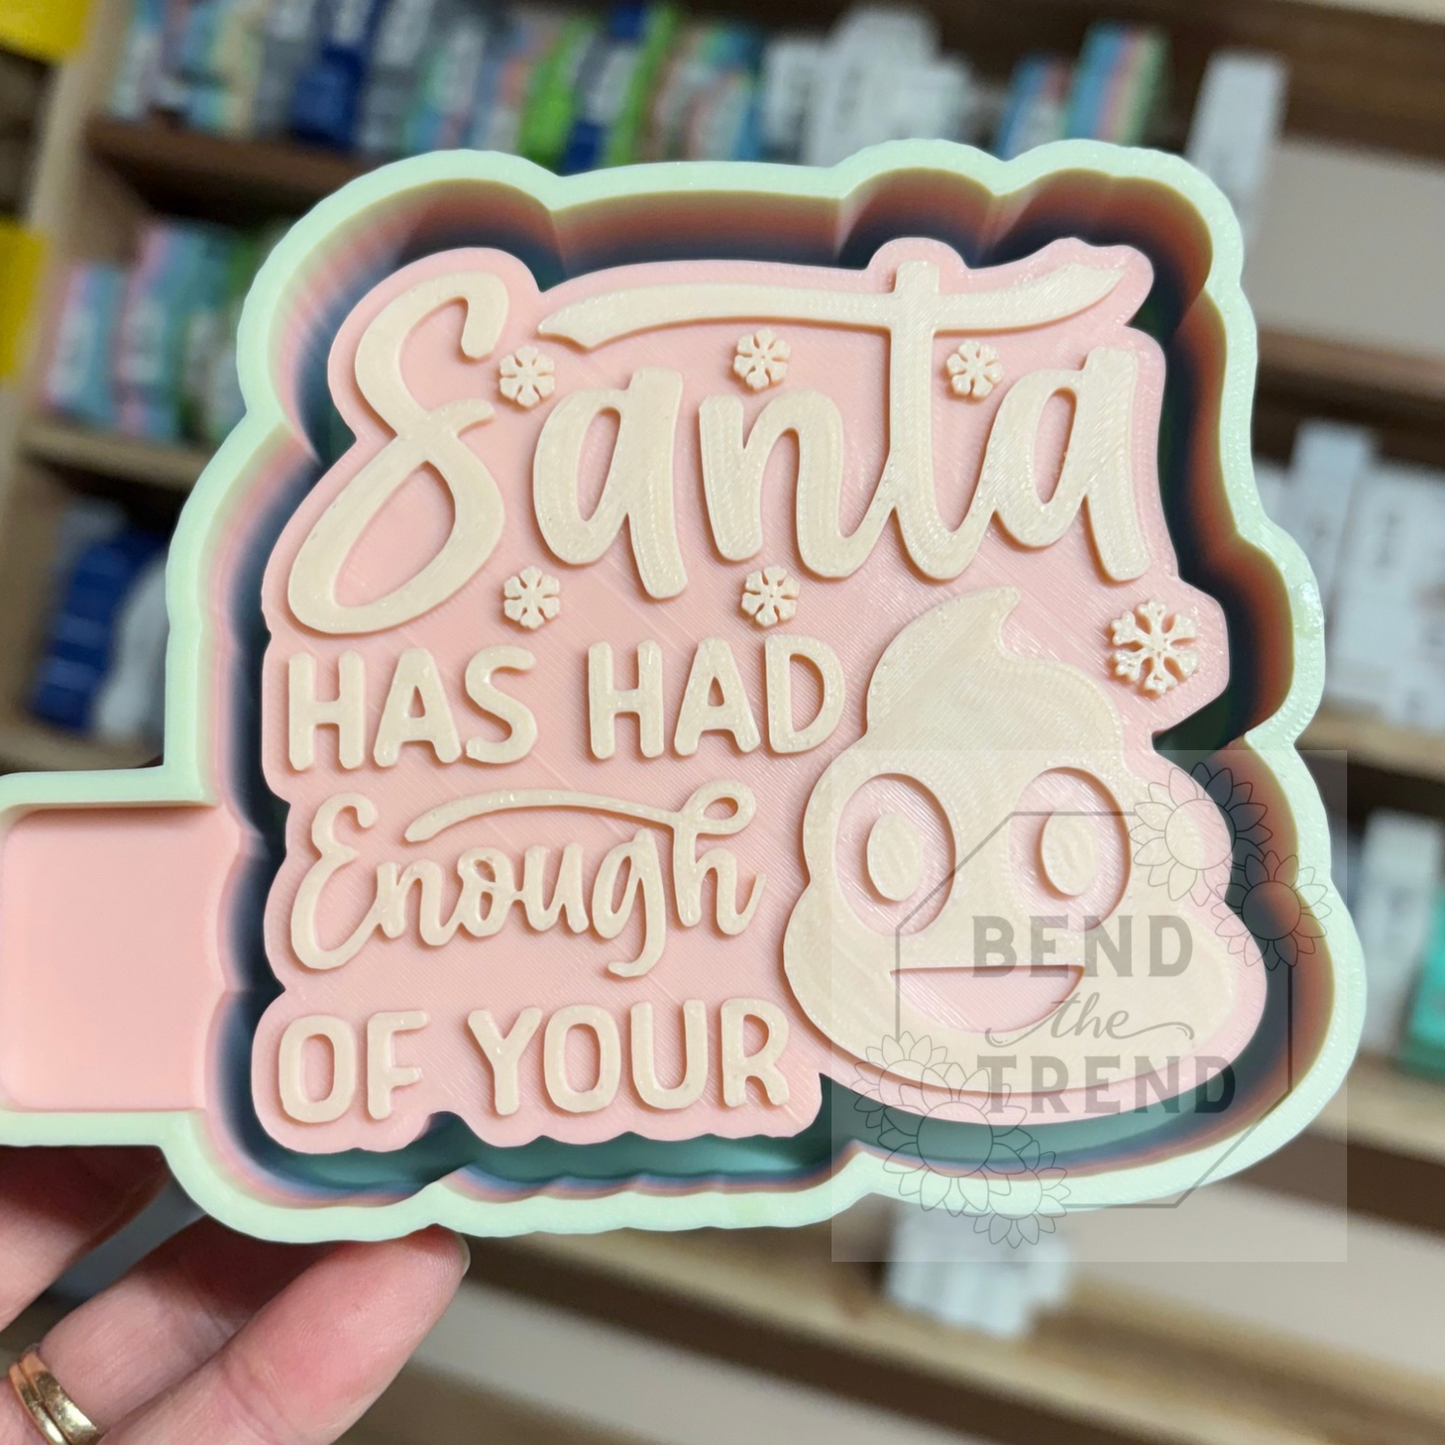 Santa
HAS HAD
Enough
OF YOUR
BEND
the
TREND